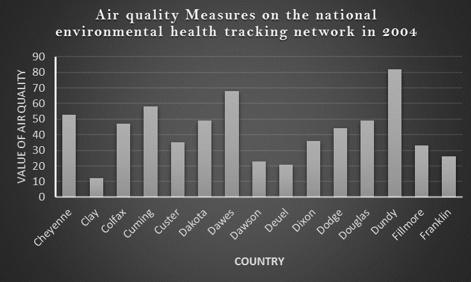 Air quality Measures on the national
environmental health tracking network in 2004
VALUE OF AIR QUALITY
90
80
70
60
50
40
30
20
10
0
Cheyenne
Clay
Colfax
Cuming
Custer
Dakota
Dawes
Dawson
Deuel
Dixon
Dodge
Douglas
Dundy
Fillmore
Franklin
COUNTRY